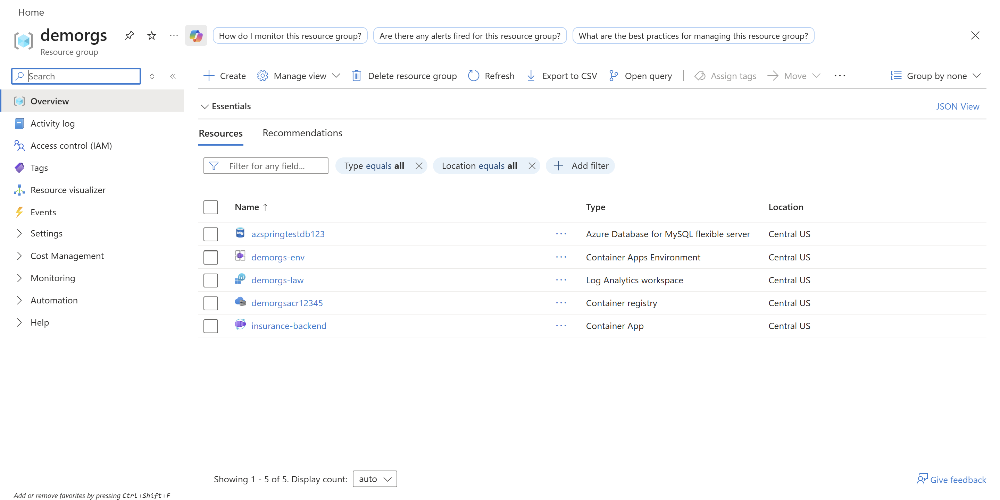 Home
demorgs
Resource group
How do I monitor this resource group?
Are there any alerts fired for this resource group?
What are the best practices for managing this resource group?
Search
Create
Manage view
Delete resource group
Refresh
Export to CSV
Open query
Assign tags
Move
Group by none
Overview
Activity log
Access control (IAM)
Tags
Resource visualizer
Events
Settings
Cost Management
Monitoring
Automation
Help
Essentials
JSON View
Resources
Recommendations
Filter for any field...
Type equals all
Location equals all
Add filter
Name ↑ Type Location
My azspringtestdb123 ... Azure Database for MySQL flexible server Central US
demorgs-env ... Container Apps Environment Central US
demorgs-law ... Log Analytics workspace Central US
demorgsacr12345 ... Container registry Central US
insurance-backend ... Container App Central US
Showing 1 - 5 of 5. Display count: auto
Give feedback
Add or remove favorites by pressing Ctrl+Shift+F